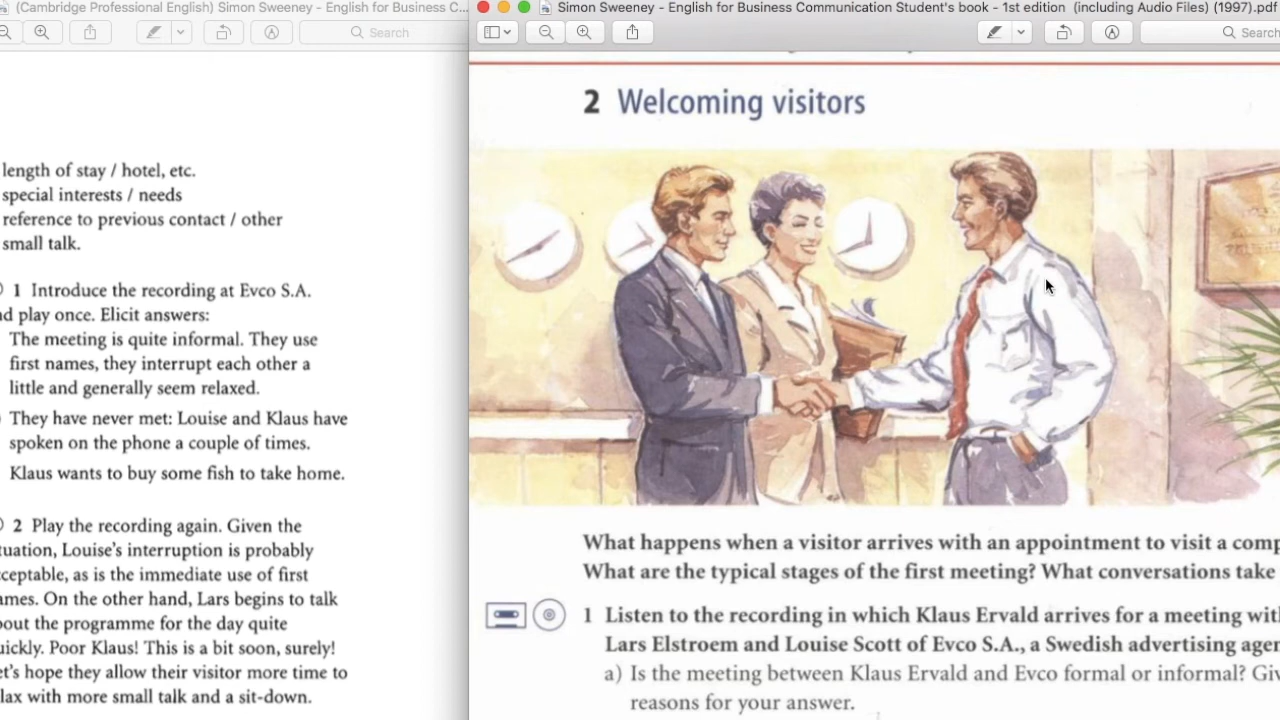 (Cambridge Professional English) Simon Sweeney - English for Business C...
Search
length of stay / hotel, etc.
special interests / needs
reference to previous contact / other
small talk.
1 Introduce the recording at Evco S.A.
nd play once. Elicit answers:
The meeting is quite informal. They use
first names, they interrupt each other a
little and generally seem relaxed.
They have never met: Louise and Klaus have
spoken on the phone a couple of times.
Klaus wants to buy some fish to take home.
2 Play the recording again. Given the
tuation, Louise's interruption is probably
ceptable, as is the immediate use of first
ames. On the other hand, Lars begins to talk
bout the programme for the day quite
uickly. Poor Klaus! This is a bit soon, surely!
et's hope they allow their visitor more time to
lax with more small talk and a sit-down.
Simon Sweeney - English for Business Communication Student's book - 1st edition (including Audio Files) (1997).pdf
Search
2 Welcoming visitors
What happens when a visitor arrives with an appointment to visit a comp
What are the typical stages of the first meeting? What conversations take
1 Listen to the recording in which Klaus Ervald arrives for a meeting wit
Lars Elstroem and Louise Scott of Evco S.A., a Swedish advertising agen
a) Is the meeting between Klaus Ervald and Evco formal or informal? Giv
reasons for your answer.